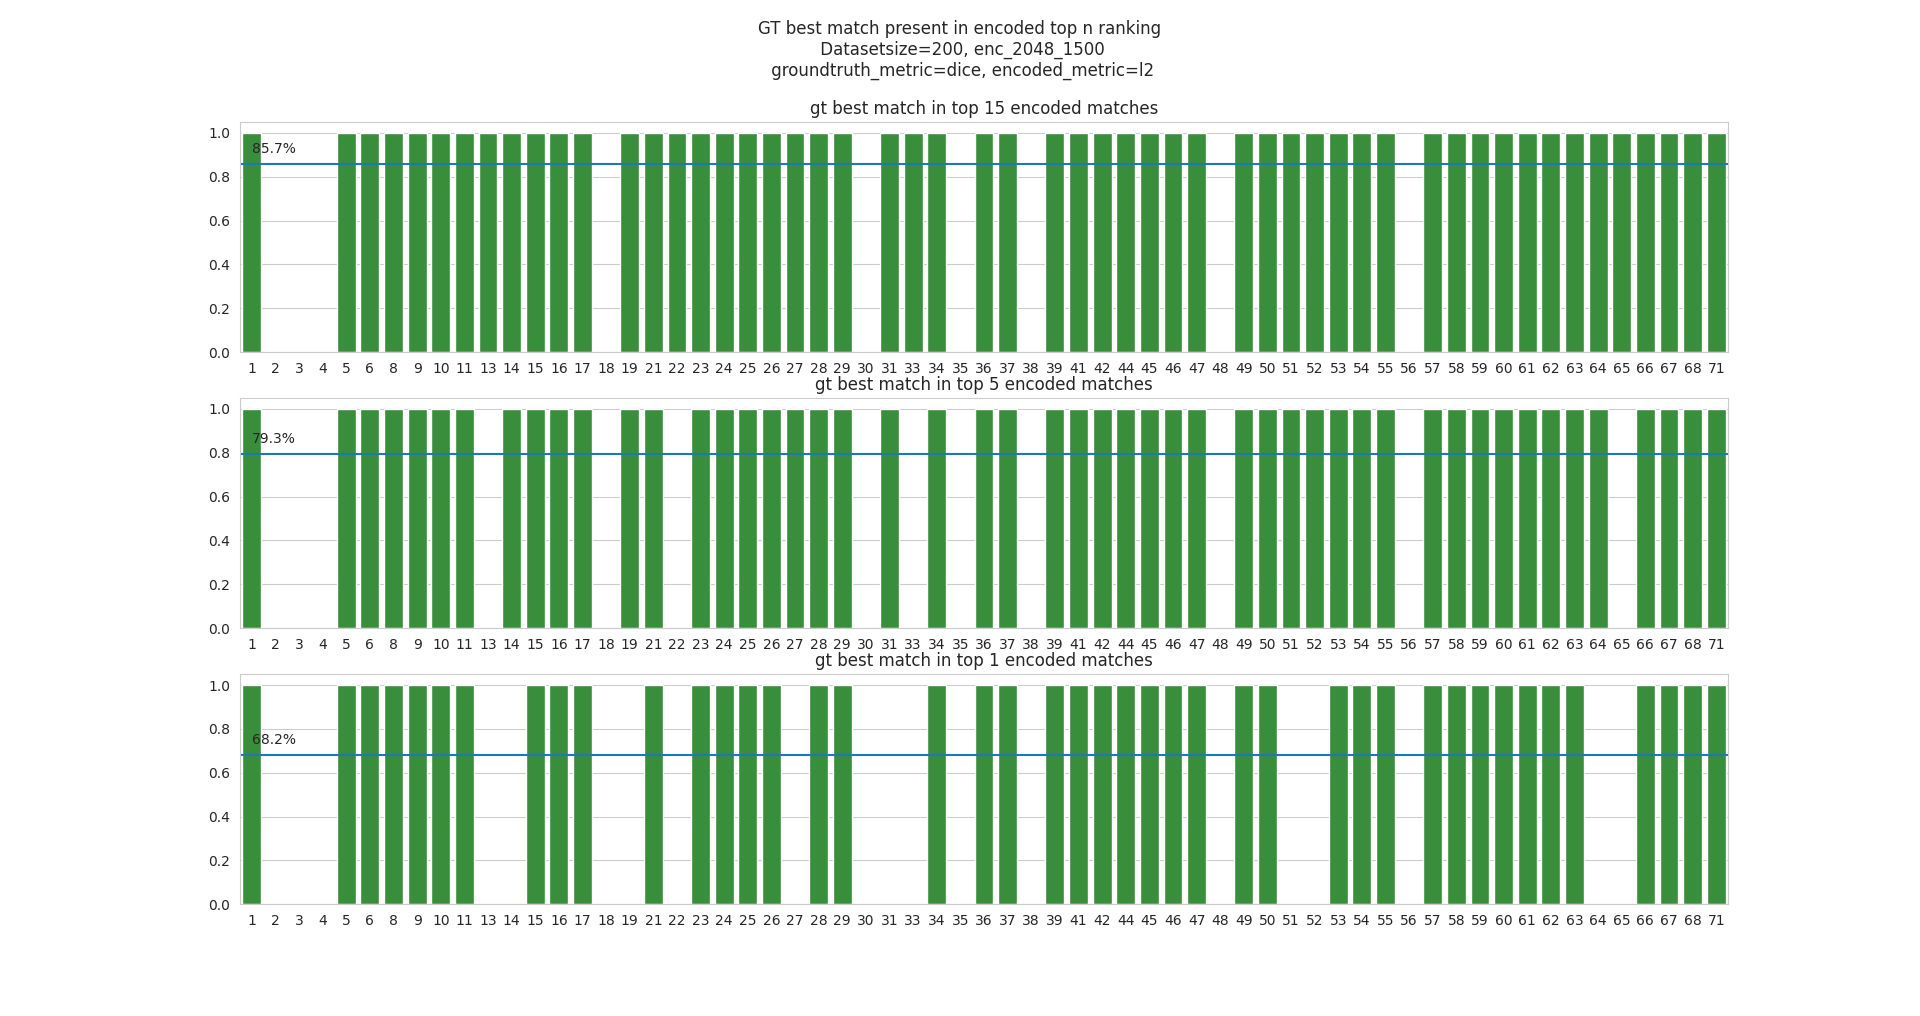 GT best match present in encoded top n ranking
Datasetsize=200, enc_2048_1500
groundtruth_metric=dice, encoded_metric=l2
gt best match in top 15 encoded matches
1.0
85.7%
0.8
0.6
0.4
0.2
0.0
1 2 3 4 5 6 8 9 10 11 13 14 15 16 17 18 19 21 22 23 24 25 26 27 28 29 30 31 33 34 35 36 37 38 39 41 42 44 45 46 47 48 49 50 51 52 53 54 55 56 57 58 59 60 61 62 63 64 65 66 67 68 71
gt best match in top 5 encoded matches
1.0
79.3%
0.8
0.6
0.4
0.2
0.0
1 2 3 4 5 6 8 9 10 11 13 14 15 16 17 18 19 21 22 23 24 25 26 27 28 29 30 31 33 34 35 36 37 38 39 41 42 44 45 46 47 48 49 50 51 52 53 54 55 56 57 58 59 60 61 62 63 64 65 66 67 68 71
gt best match in top 1 encoded matches
1.0
0.8
68.2%
0.6
0.4
0.2
0.0
1 2 3 4 5 6 8 9 10 11 13 14 15 16 17 18 19 21 22 23 24 25 26 27 28 29 30 31 33 34 35 36 37 38 39 41 42 44 45 46 47 48 49 50 51 52 53 54 55 56 57 58 59 60 61 62 63 64 65 66 67 68 71